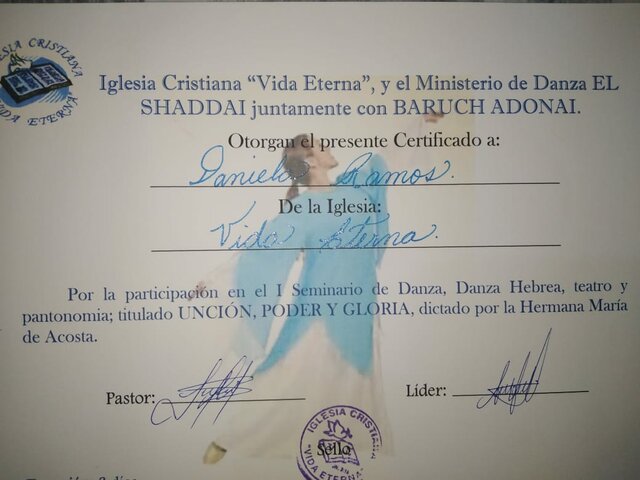 IGLESIA CRISTIANA
VIDA ETERNA
Iglesia Cristiana “Vida Eterna”, y el Ministerio de Danza EL
SHADDAI juntamente con BARUCH ADONAI.
Otorgan el presente Certificado a:
Daniela Ramos.
De la Iglesia:
Vida Eterna.
Por la participación en el I Seminario de Danza, Danza Hebrea, teatro y
pantonomia; titulado UNCIÓN, PODER Y GLORIA, dictado por la Hermana María
de Acosta.
Pastor:
Líder:
IGLESIA CRISTIANA
Sello
VIDA ETERNA